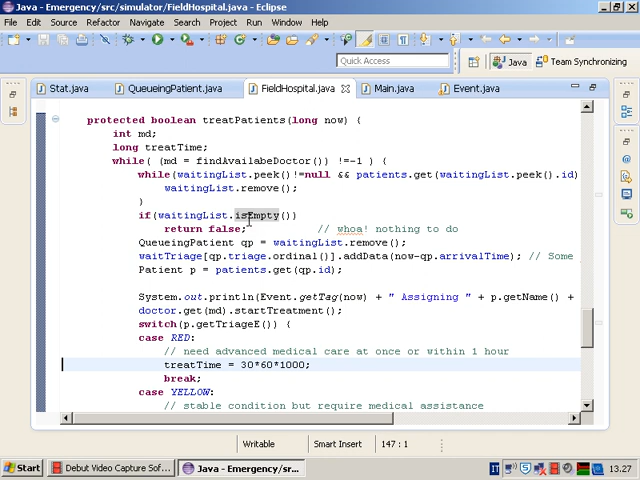 Java - Emergency/src/simulator/FieldHospital.java - Eclipse
File Edit Source Refactor Navigate Search Project Run Window Help
Quick Access
Java
Team Synchronizing
Stat.java
QueueingPatient.java
FieldHospital.java
Main.java
Event.java
protected boolean treatPatients(long now) {
int md;
long treatTime;
while( (md = findAvailabeDoctor()) !=-1 ) {
while(waitingList.peek()!=null && patients.get(waitingList.peek().id)
waitingList.remove();
}
if(waitingList.isEmpty())
return false; // whoa! nothing to do
QueueingPatient qp = waitingList.remove();
waitTriage[qp.triage.ordinal()].addData(now-qp.arrivalTime); // Some
Patient p = patients.get(qp.id);
System.out.println(Event.getTag(now) + " Assigning " + p.getName() +
doctor.get(md).startTreatment();
switch(p.getTriageE()) {
case RED:
// need advanced medical care at once or within 1 hour
treatTime = 30*60*1000;
break;
case YELLOW:
// stable condition but require medical assistance
Writable
Smart Insert
147 : 1
Start
Debut Video Capture Sof...
Java - Emergency/sr...
IT
13.27